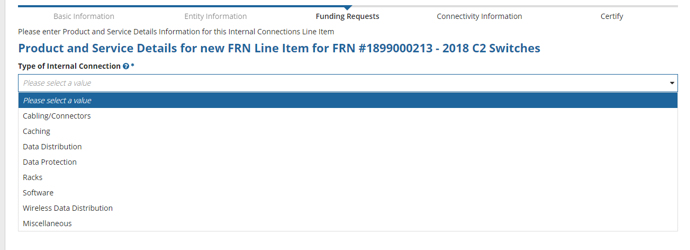 Basic Information Entity Information Funding Requests Connectivity Information Certify
Please enter Product and Service Details Information for this Internal Connections Line Item
Product and Service Details for new FRN Line Item for FRN #1899000213 - 2018 C2 Switches
Type of Internal Connection ? *
Please select a value
Please select a value
Cabling/Connectors
Caching
Data Distribution
Data Protection
Racks
Software
Wireless Data Distribution
Miscellaneous